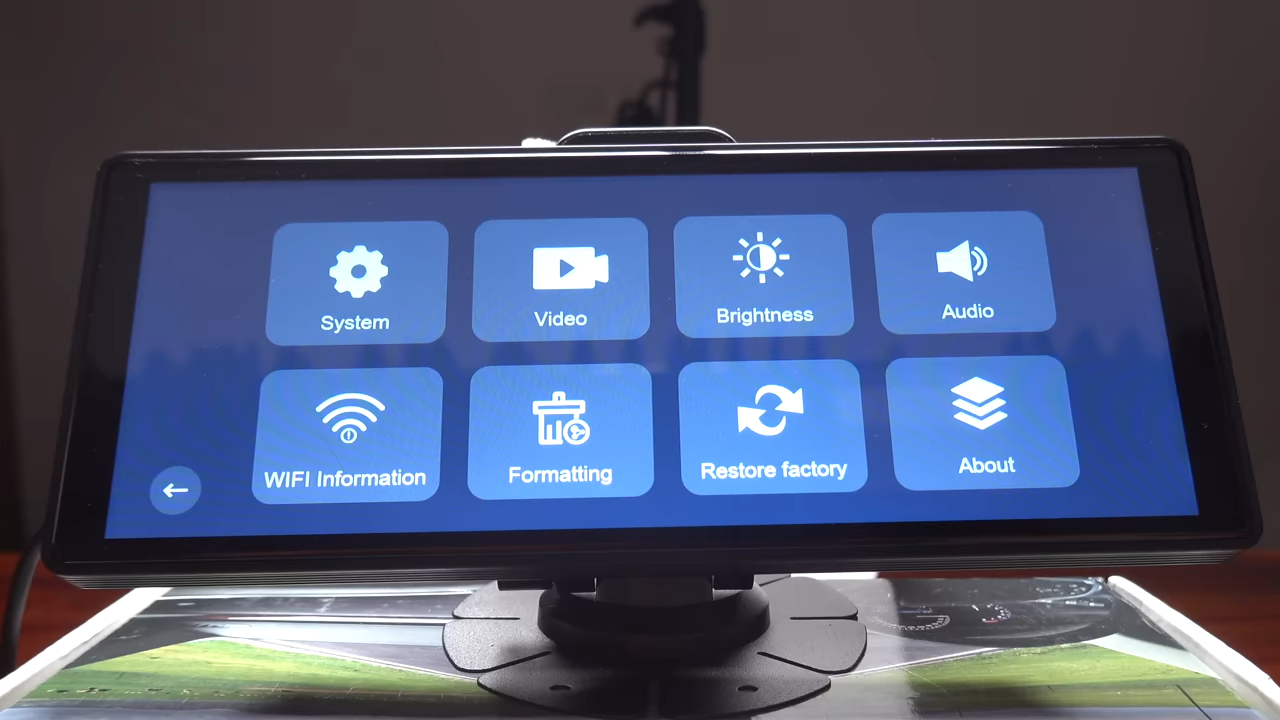 System
Video
Brightness
Audio
WIFI Information
Formatting
Restore factory
About